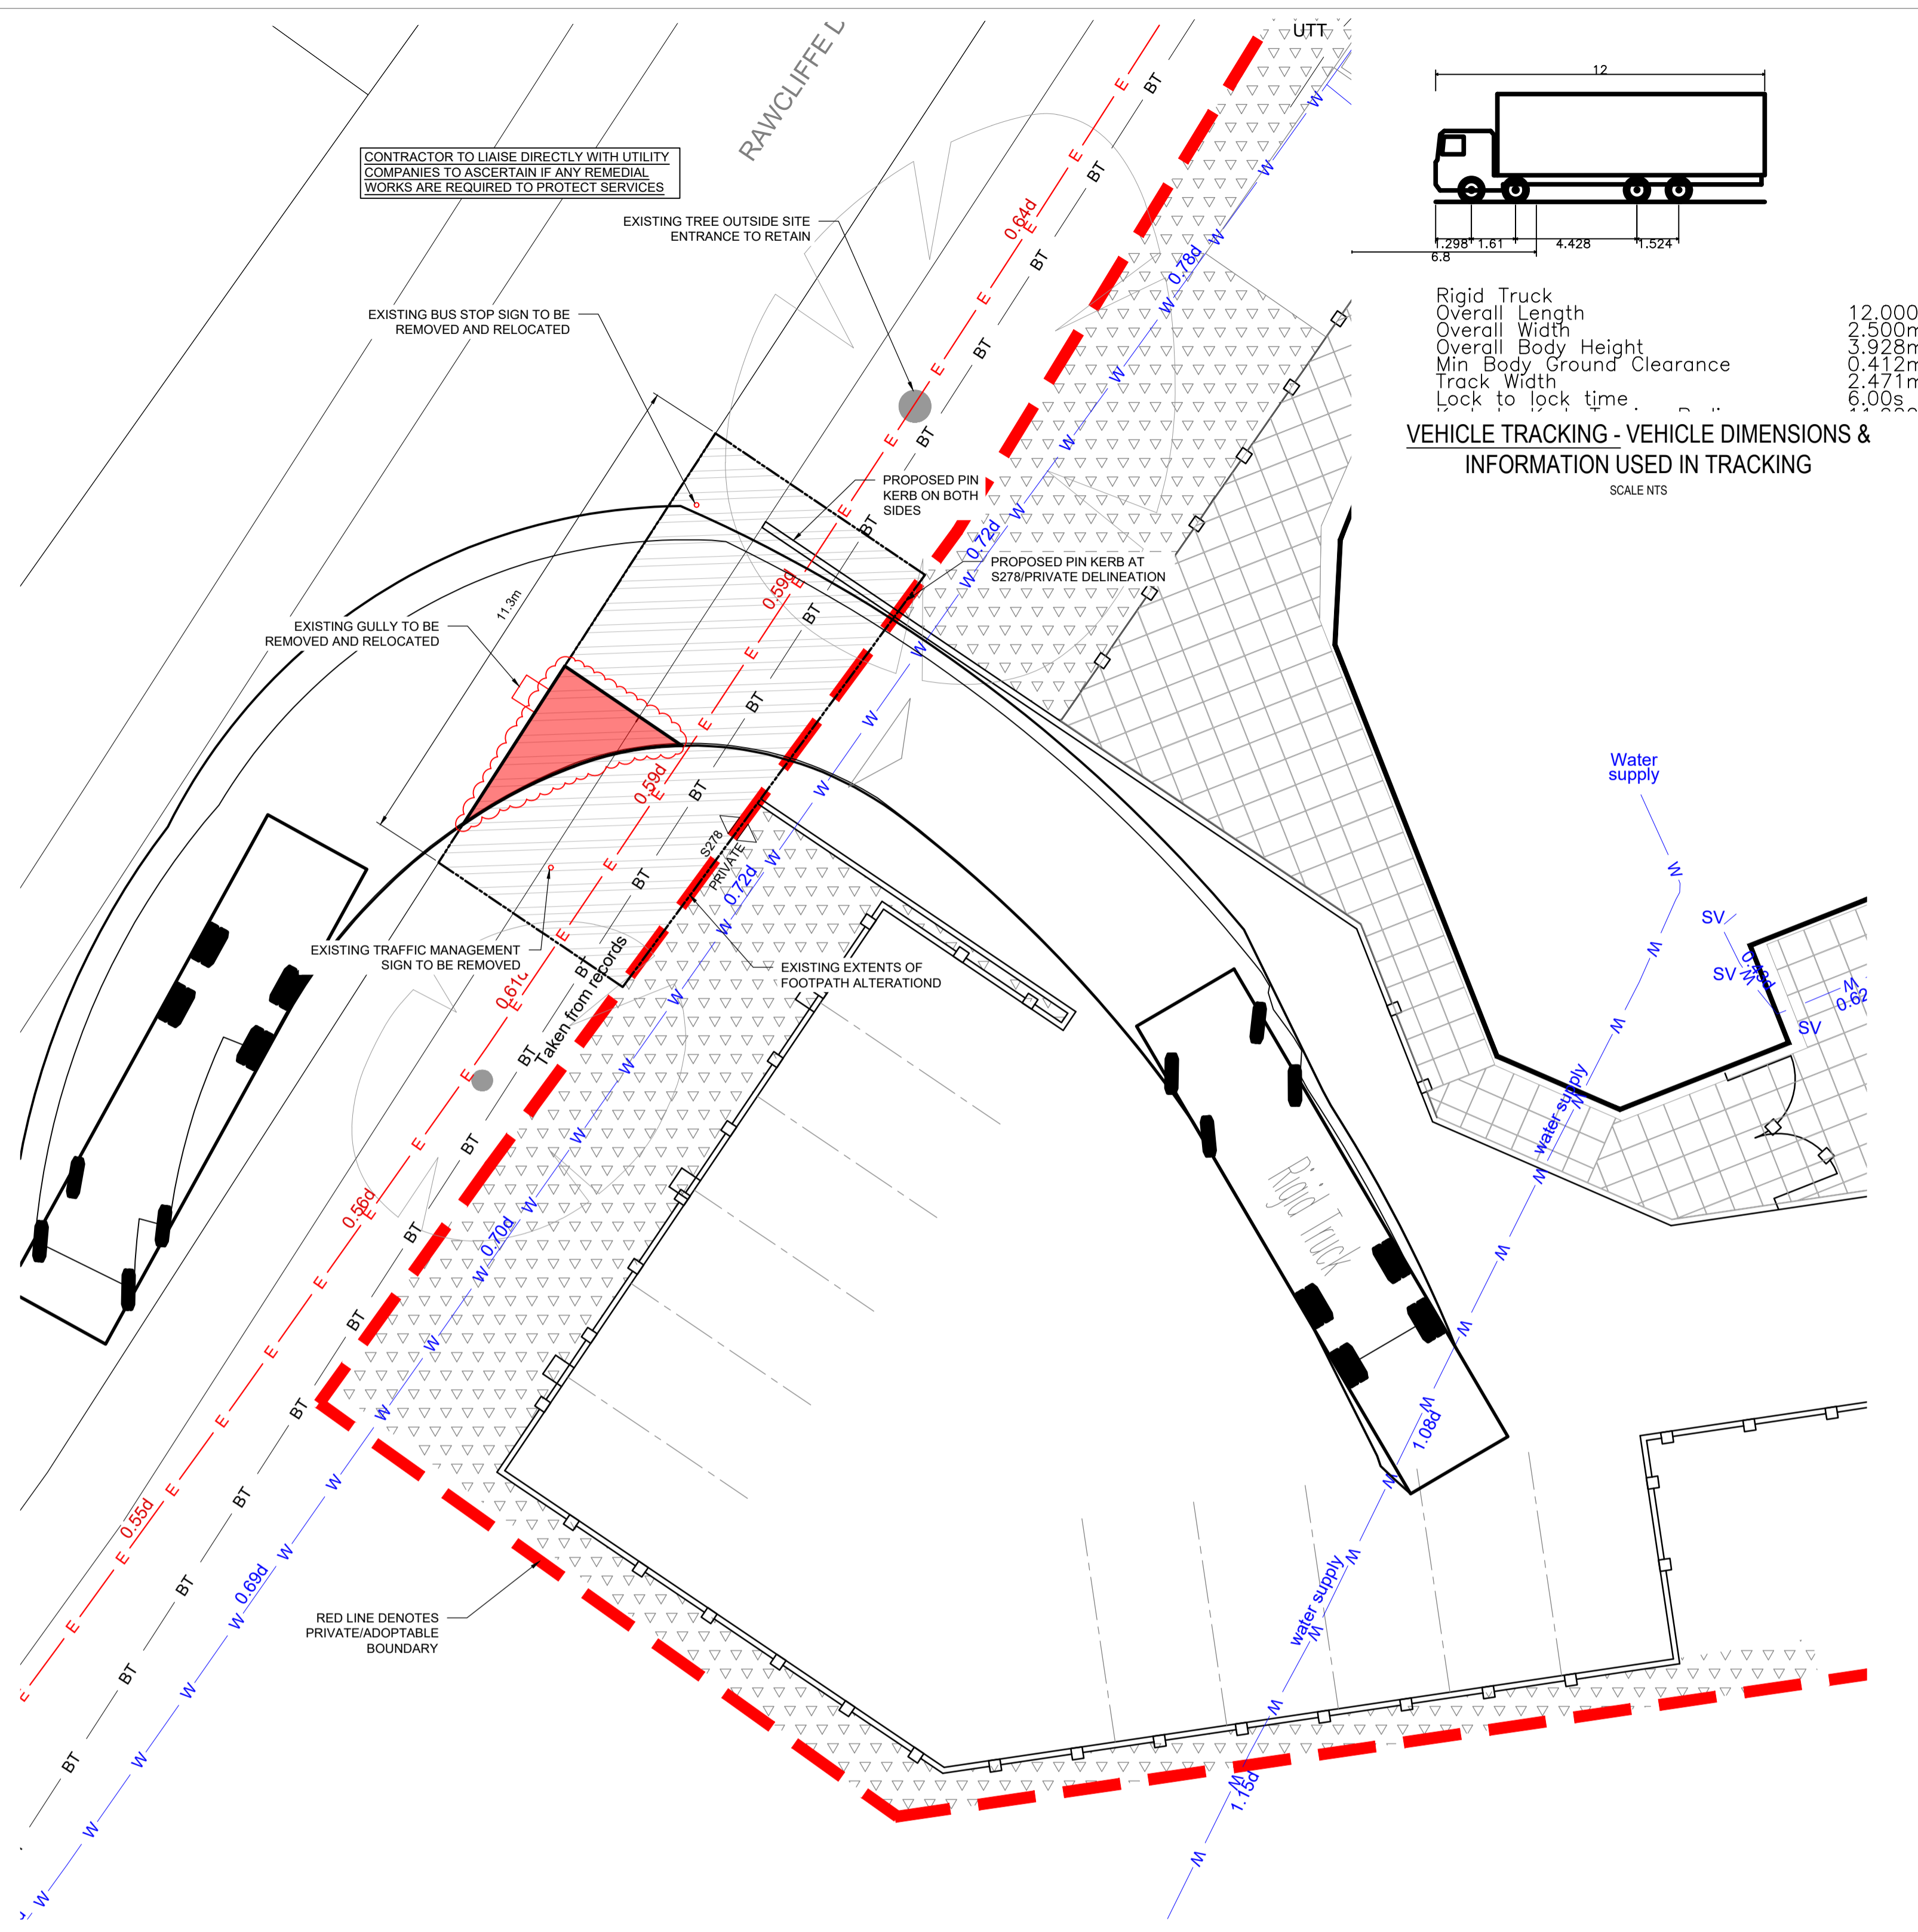 UTT
RAWCLIFFE
12
1.298
1.61
4.428
1.524
6.8
CONTRACTOR TO LIAISE DIRECTLY WITH UTILITY
COMPANIES TO ASCERTAIN IF ANY REMEDIAL
WORKS ARE REQUIRED TO PROTECT SERVICES
EXISTING TREE OUTSIDE SITE
ENTRANCE TO RETAIN
EXISTING BUS STOP SIGN TO BE
REMOVED AND RELOCATED
Rigid Truck
Overall Length 12.000
Overall Width 2.500m
Overall Body Height 3.928m
Min Body Ground Clearance 0.412m
Track Width 2.471m
Lock to lock time 6.00s
VEHICLE TRACKING - VEHICLE DIMENSIONS &
INFORMATION USED IN TRACKING
SCALE NTS
PROPOSED PIN
KERB ON BOTH
SIDES
PROPOSED PIN KERB AT
S278/PRIVATE DELINEATION
11.3m
EXISTING GULLY TO BE
REMOVED AND RELOCATED
0.64d
0.78d
0.72d
0.59d
0.59d
S278
PRIVATE
0.72d
Water
supply
SV
SV
SV
0.43d
0.62
EXISTING TRAFFIC MANAGEMENT
SIGN TO BE REMOVED
EXISTING EXTENTS OF
FOOTPATH ALTERATIOND
0.61d
Taken from records
water supply
0.56d
0.70d
Rigid Truck
1.08d
0.55d
0.69d
water supply
RED LINE DENOTES
PRIVATE/ADOPTABLE
BOUNDARY
1.15d
E
BT
W